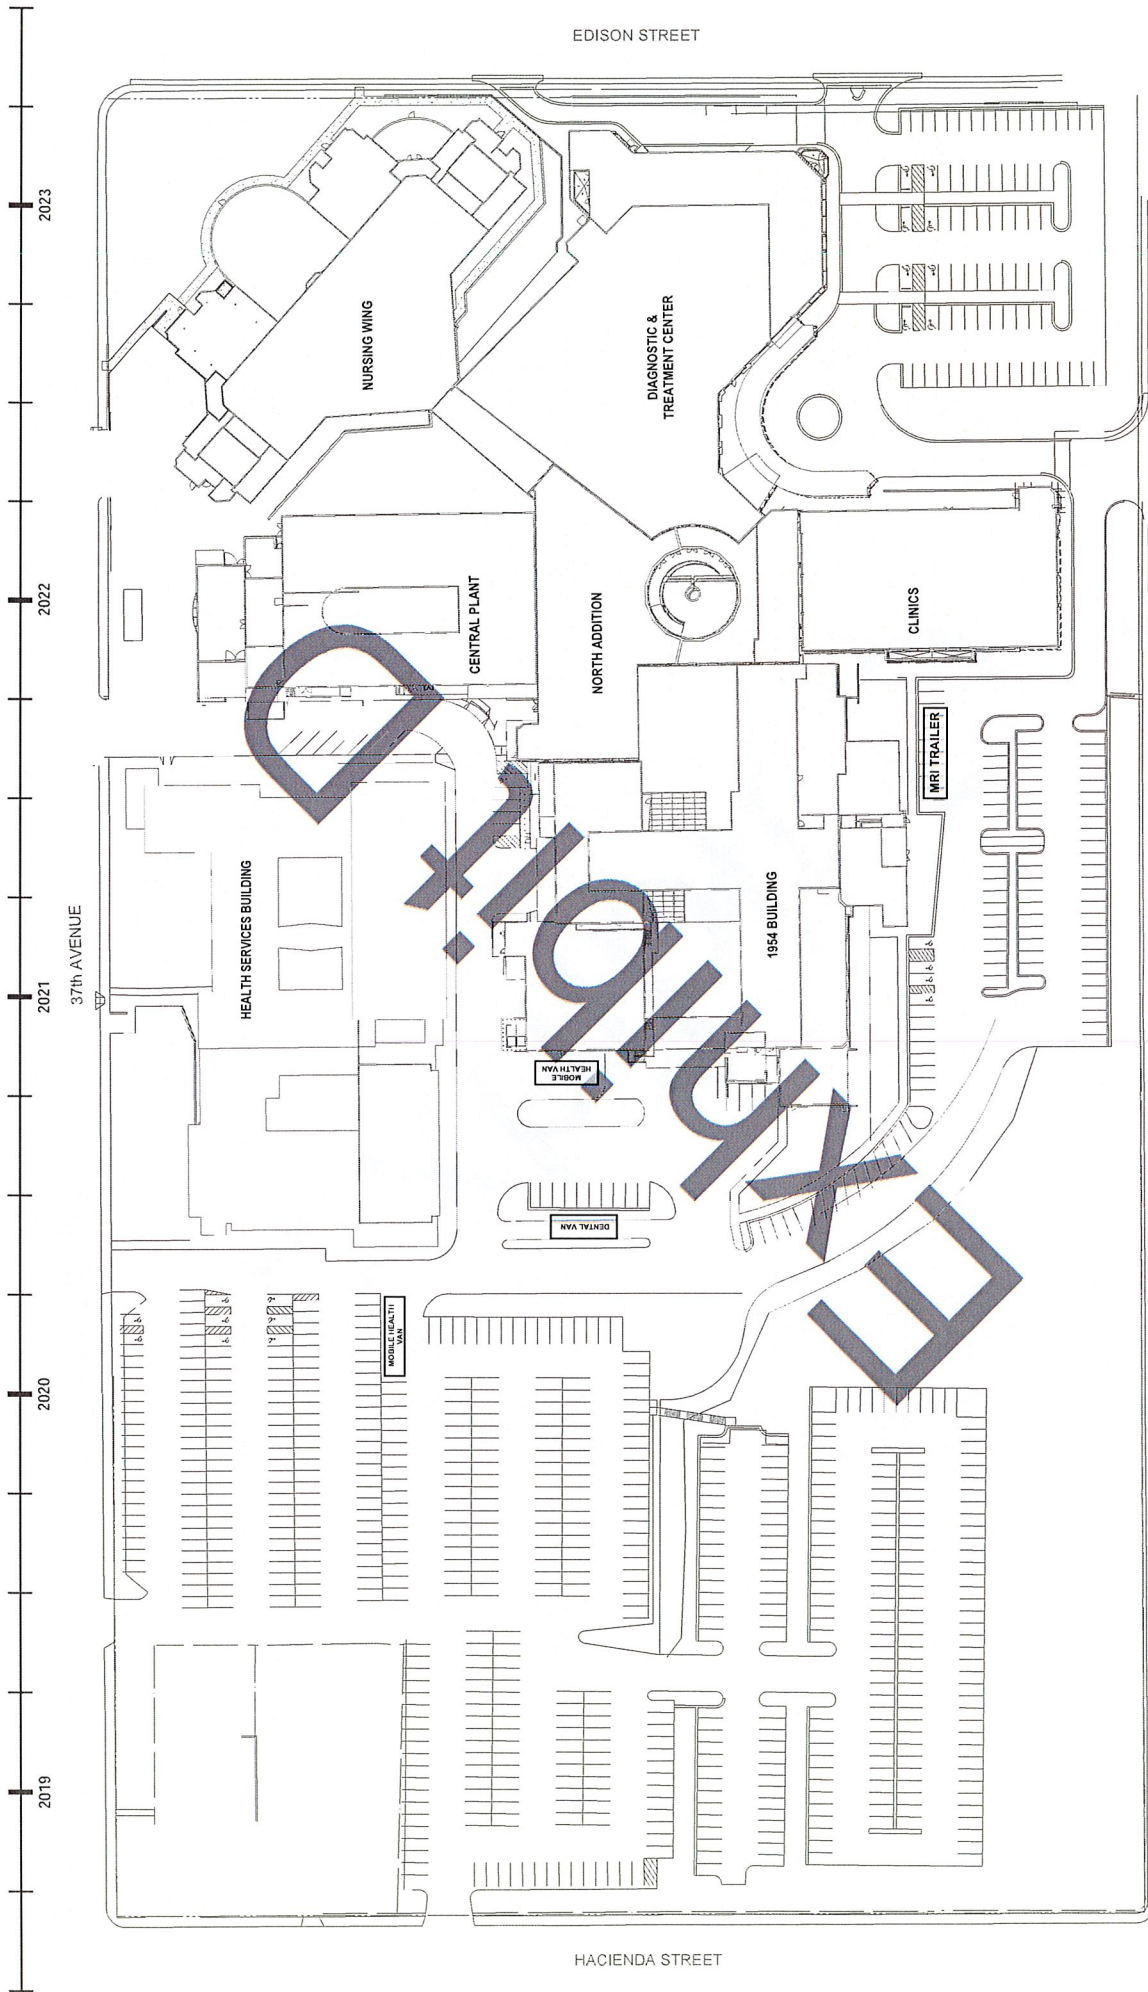 EDISON STREET
2023
2022
2021
2020
2019
37th AVENUE
NURSING WING
DIAGNOSTIC &
TREATMENT CENTER
CENTRAL PLANT
NORTH ADDITION
CLINICS
MRI TRAILER
HEALTH SERVICES BUILDING
1954 BUILDING
MOBILE
HEALTH VAN
DENTAL VAN
MOBILE HEALTH
VAN
Exhibit D
HACIENDA STREET